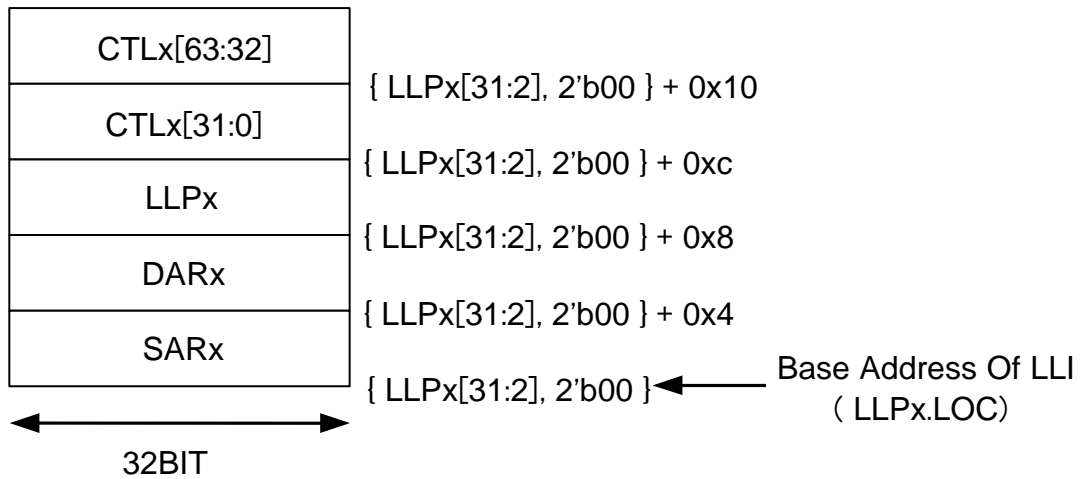 CTLx[63:32]
{ LLPx[31:2], 2’b00 } + 0x10
CTLx[31:0]
{ LLPx[31:2], 2’b00 } + 0xc
LLPx
{ LLPx[31:2], 2’b00 } + 0x8
DARx
{ LLPx[31:2], 2’b00 } + 0x4
SARx
{ LLPx[31:2], 2’b00 }
Base Address Of LLI
( LLPx.LOC)
32BIT